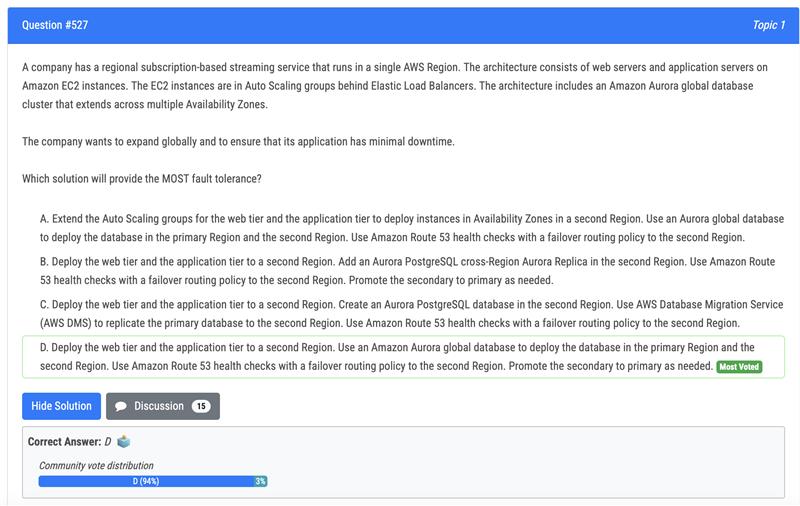 Question #527
Topic 1
A company has a regional subscription-based streaming service that runs in a single AWS Region. The architecture consists of web servers and application servers on
Amazon EC2 instances. The EC2 instances are in Auto Scaling groups behind Elastic Load Balancers. The architecture includes an Amazon Aurora global database
cluster that extends across multiple Availability Zones.
The company wants to expand globally and to ensure that its application has minimal downtime.
Which solution will provide the MOST fault tolerance?
A. Extend the Auto Scaling groups for the web tier and the application tier to deploy instances in Availability Zones in a second Region. Use an Aurora global database
to deploy the database in the primary Region and the second Region. Use Amazon Route 53 health checks with a failover routing policy to the second Region.
B. Deploy the web tier and the application tier to a second Region. Add an Aurora PostgreSQL cross-Region Aurora Replica in the second Region. Use Amazon Route
53 health checks with a failover routing policy to the second Region. Promote the secondary to primary as needed.
C. Deploy the web tier and the application tier to a second Region. Create an Aurora PostgreSQL database in the second Region. Use AWS Database Migration Service
(AWS DMS) to replicate the primary database to the second Region. Use Amazon Route 53 health checks with a failover routing policy to the second Region.
D. Deploy the web tier and the application tier to a second Region. Use an Amazon Aurora global database to deploy the database in the primary Region and the
second Region. Use Amazon Route 53 health checks with a failover routing policy to the second Region. Promote the secondary to primary as needed. Most Voted
Hide Solution
Discussion 15
Correct Answer: D
Community vote distribution
D (94%)
3%